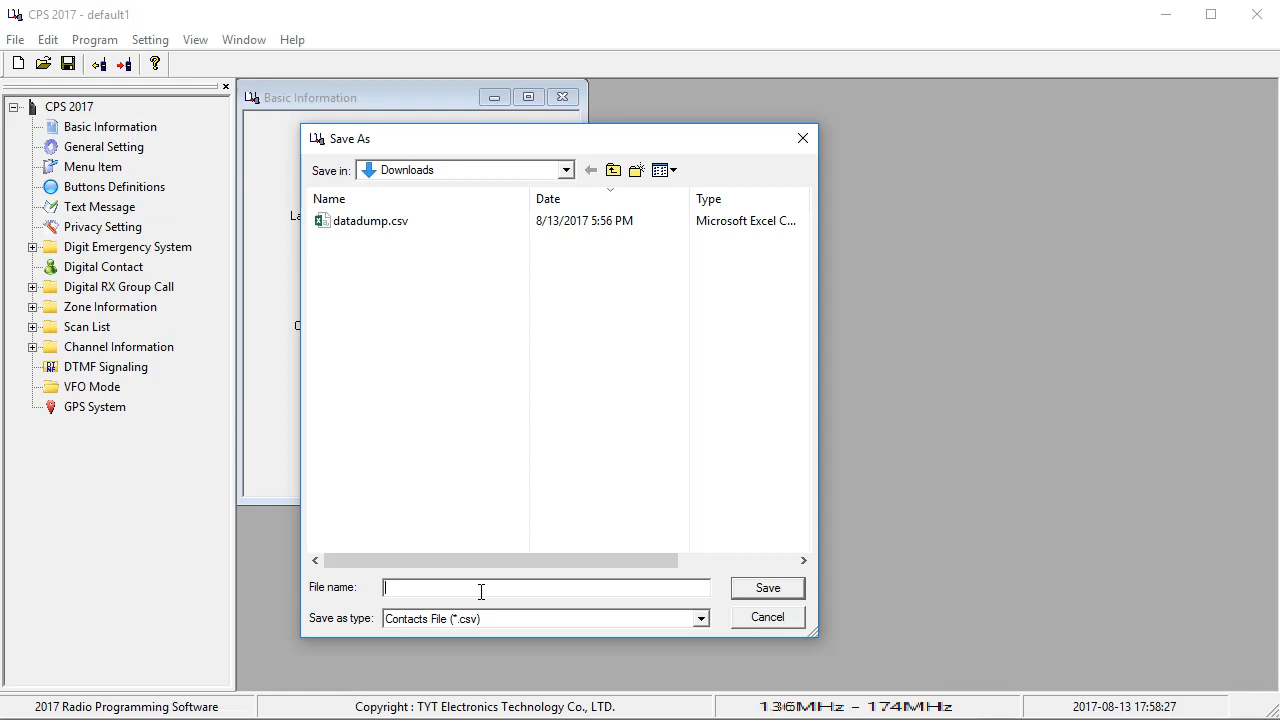 CPS 2017 - default1
File Edit Program Setting View Window Help
CPS 2017
Basic Information
General Setting
Menu Item
Buttons Definitions
Text Message
Privacy Setting
Digit Emergency System
Digital Contact
Digital RX Group Call
Zone Information
Scan List
Channel Information
DTMF Signaling
VFO Mode
GPS System
Basic Information
La
Save As
Save in: Downloads
Name Date Type
datadump.csv 8/13/2017 5:56 PM Microsoft Excel C...
File name: Save
Save as type: Contacts File (*.csv) Cancel
2017 Radio Programming Software Copyright : TYT Electronics Technology Co., LTD. 136MHz - 174MHz 2017-08-13 17:58:27